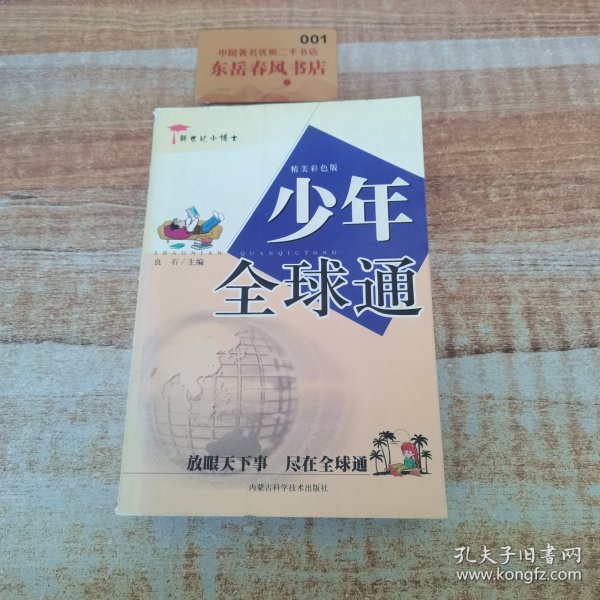 001
中国著名优质二手书店
东岳春风书店
新世纪小博士
精美彩色版
少年
SHAONIAN QUANQIUTONG
良 石/主编
全球通
放眼天下事 尽在全球通
内蒙古科学技术出版社
孔夫子旧书网
www.kongfz.com